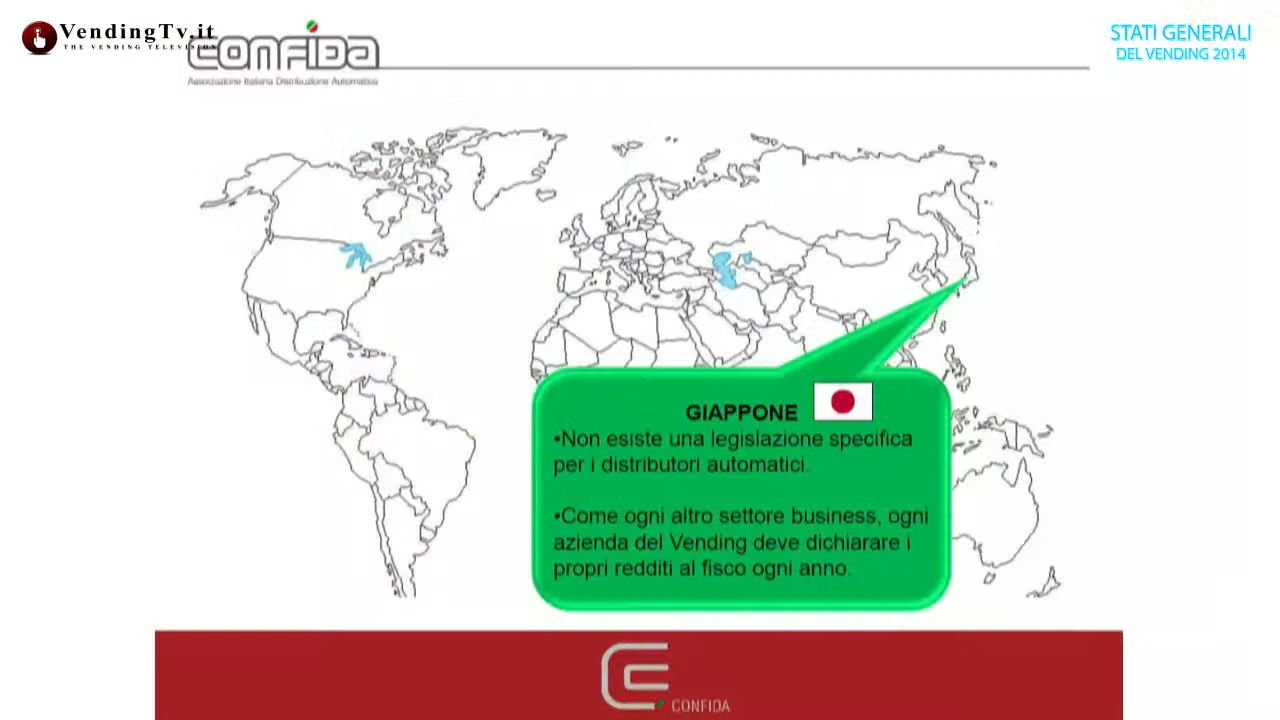 VendingTv.it
THE VENDING TELEVISION
CONFIDA
Associazione Italiana Distribuzione Automatica
STATI GENERALI
DEL VENDING 2014
GIAPPONE
•Non esiste una legislazione specifica
per i distributori automatici.
•Come ogni altro settore business, ogni
azienda del Vending deve dichiarare i
propri redditi al fisco ogni anno.
CONFIDA